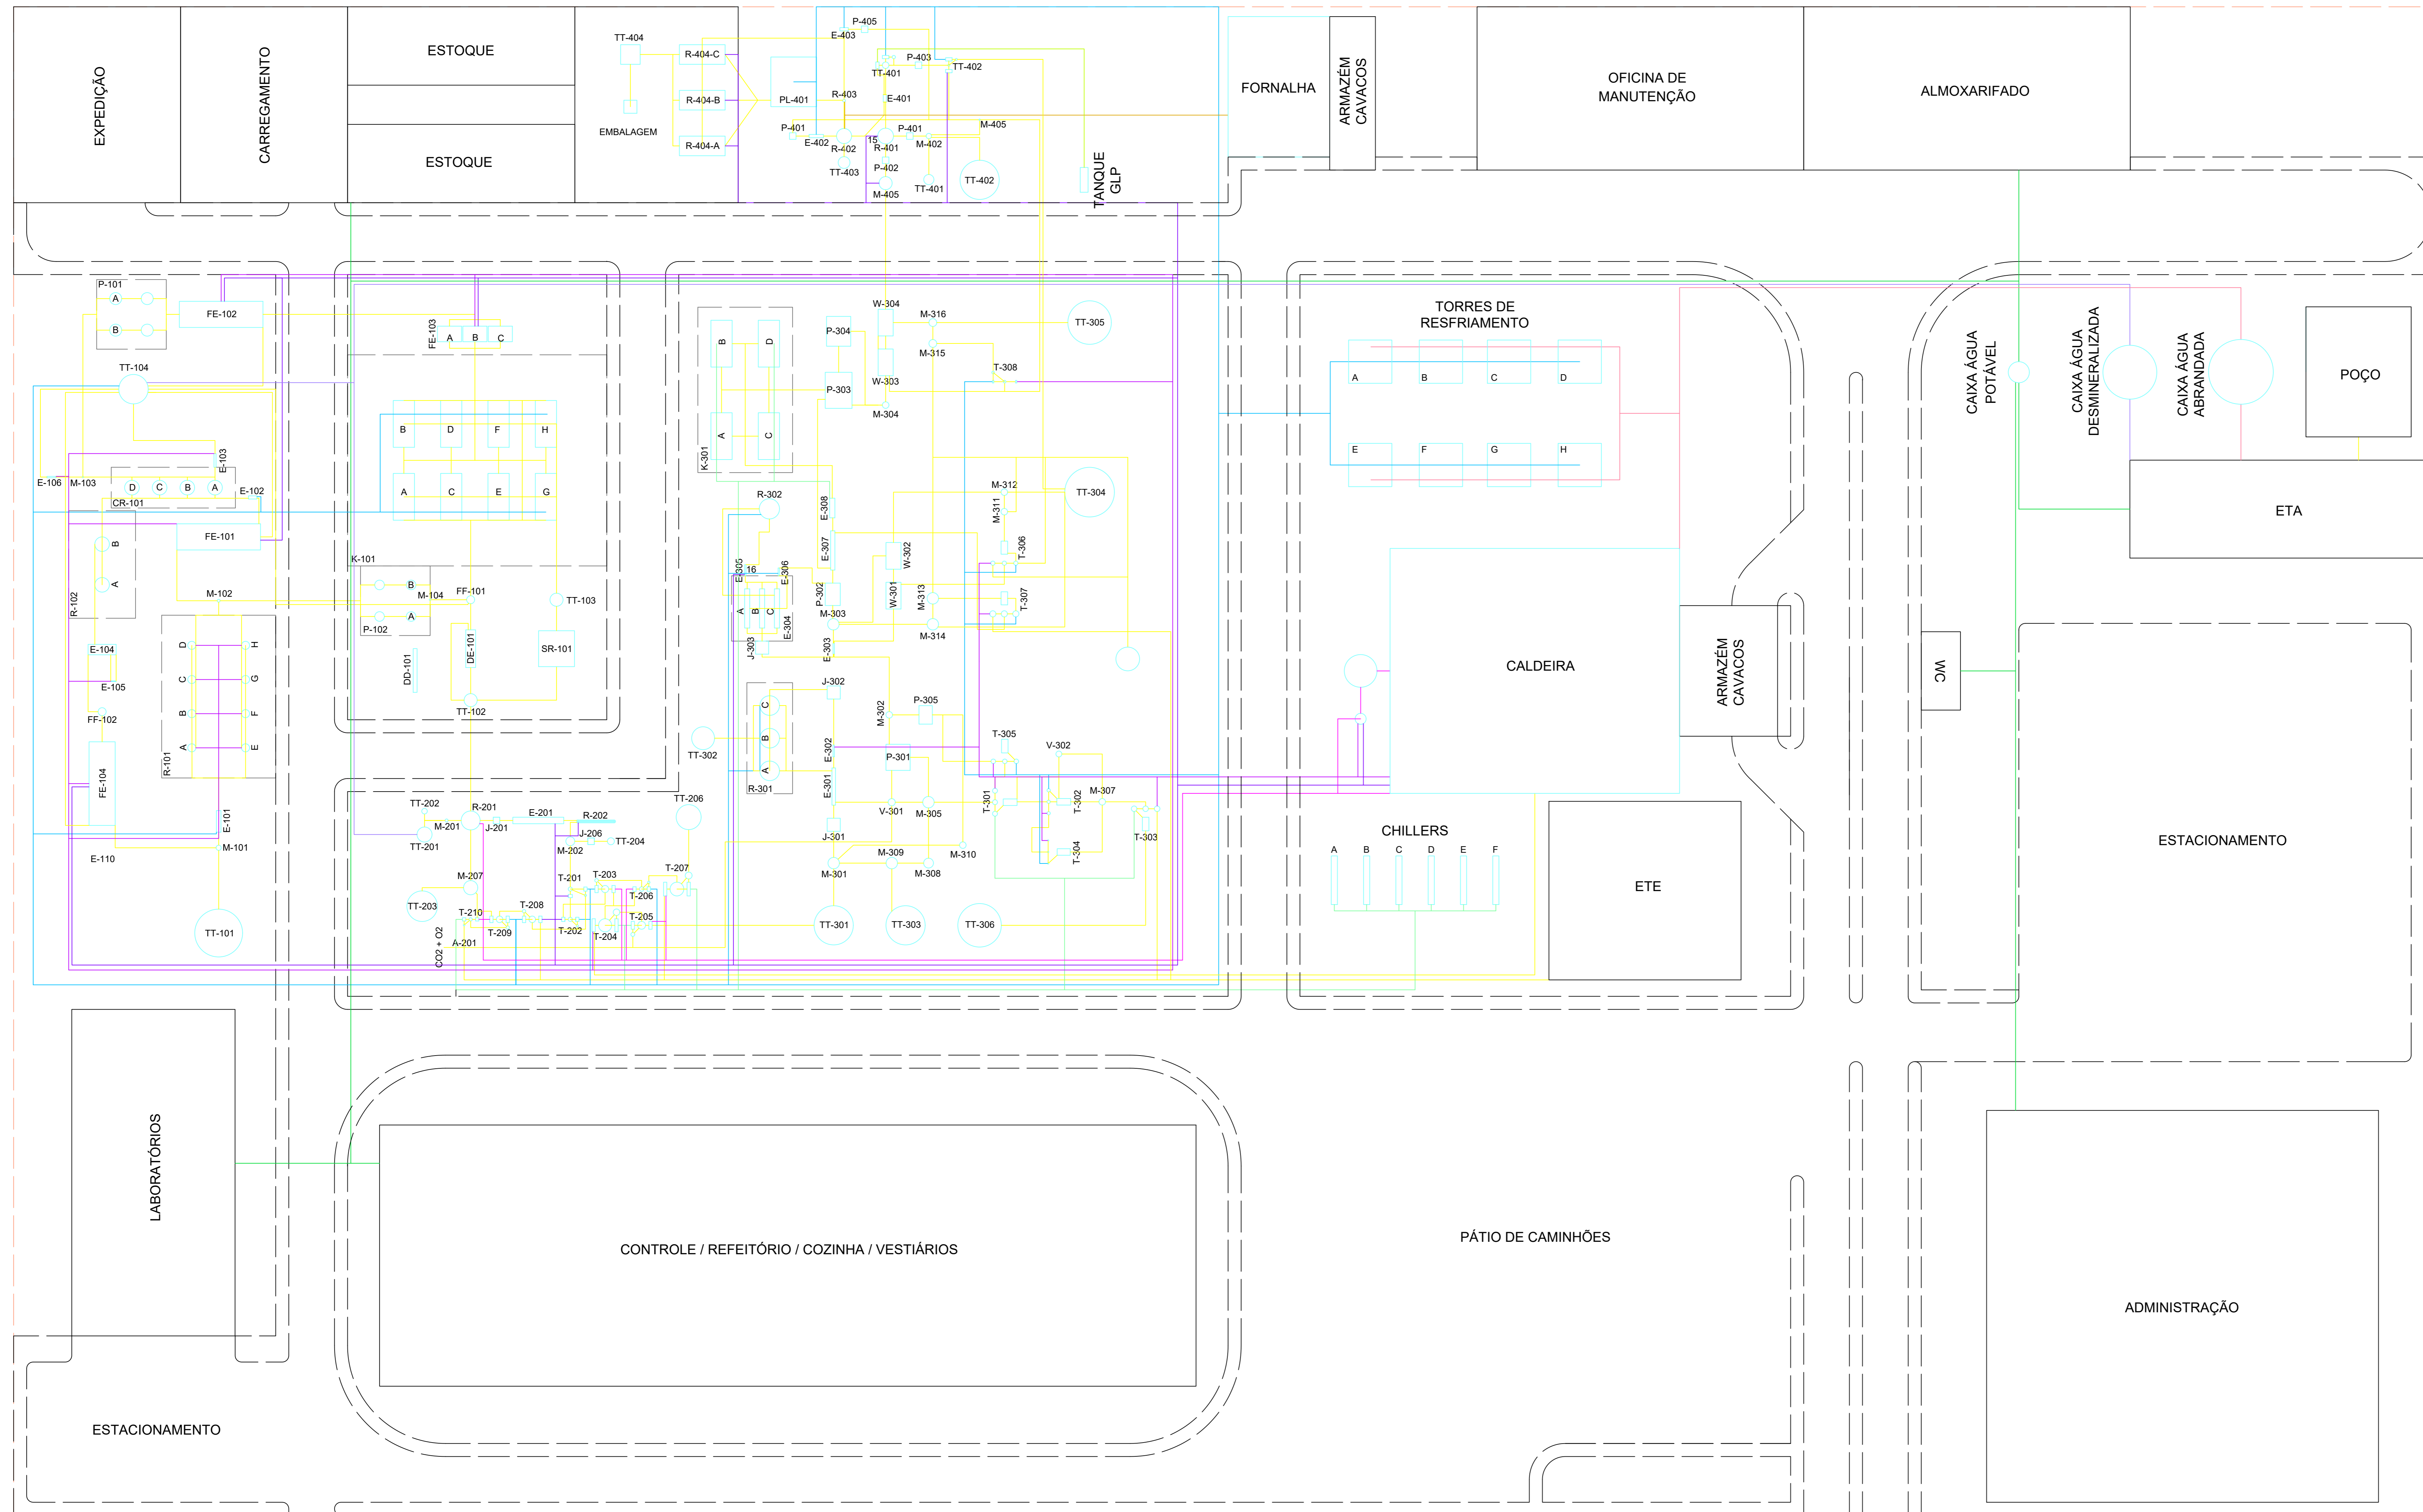 EXPEDIÇÃO
CARREGAMENTO
ESTOQUE
ESTOQUE
TT-404
EMBALAGEM
R-404-C
R-404-B
R-404-A
PL-401
P-405
E-403
R-403
P-403
TT-401
TT-402
E-401
P-401
E-402
R-402
TT-403
15
R-401
P-401
M-402
M-405
P-402
M-405
TT-401
TT-402
TANQUE
GLP
FORNALHA
ARMAZÉM
CAVACOS
OFICINA DE
MANUTENÇÃO
ALMOXARIFADO
P-101
A
B
FE-102
TT-104
E-103
E-106
M-103
D
C
B
A
CR-101
E-102
FE-101
B
A
R-102
M-102
E-104
E-105
FF-102
FE-104
D
C
B
A
H
G
F
E
R-101
E-101
M-101
E-110
TT-101
FE-103
A
B
C
B
D
F
H
A
C
E
G
K-101
B
M-104
A
P-102
FF-101
TT-103
DD-101
DE-101
SR-101
TT-102
TT-202
M-201
TT-201
R-201
J-201
E-201
R-202
J-206
M-202
TT-204
TT-206
M-207
TT-203
T-201
T-203
T-206
T-207
T-210
T-208
T-209
T-202
T-204
T-205
A-201
CO2 + O2
B
D
A
C
K-301
P-304
P-303
W-304
W-303
M-304
M-316
M-315
TT-305
T-308
R-302
E-308
E-307
E-305
16
E-306
A
B
C
E-304
J-303
P-302
M-303
E-303
W-302
W-301
M-313
M-314
M-312
M-311
TT-304
T-306
T-307
TT-302
C
B
A
R-301
J-302
E-302
E-301
J-301
M-302
P-305
P-301
V-301
M-305
M-301
M-309
M-308
M-310
T-305
V-302
T-301
T-302
M-307
T-303
T-304
TT-301
TT-303
TT-306
TORRES DE
RESFRIAMENTO
A
B
C
D
E
F
G
H
CALDEIRA
ARMAZÉM
CAVACOS
CHILLERS
A
B
C
D
E
F
ETE
CAIXA ÁGUA
POTÁVEL
CAIXA ÁGUA
DESMINERALIZADA
CAIXA ÁGUA
ABRANDADA
POÇO
ETA
WC
ESTACIONAMENTO
LABORATÓRIOS
CONTROLE / REFEITÓRIO / COZINHA / VESTIÁRIOS
PÁTIO DE CAMINHÕES
ADMINISTRAÇÃO
ESTACIONAMENTO